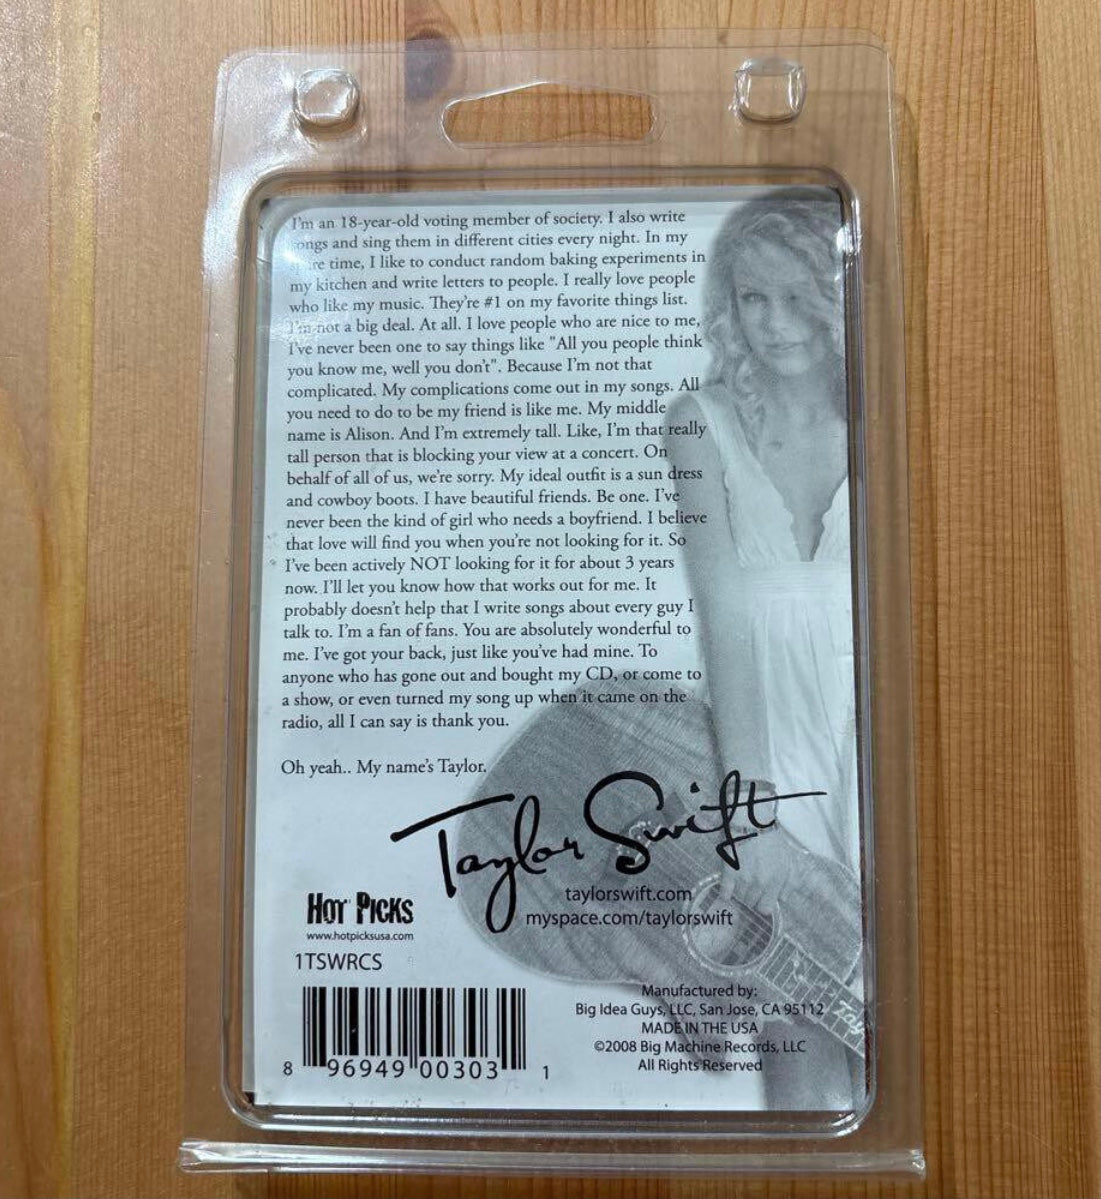 I'm an 18-year-old voting member of society. I also write
songs and sing them in different cities every night. In my
time, I like to conduct random baking experiments in
my kitchen and write letters to people. I really love people
who like my music. They're #1 on my favorite things list.
I'm not a big deal. At all. I love people who are nice to me,
I've never been one to say things like "All you people think
you know me, well you don't". Because I'm not that
complicated. My complications come out in my songs. All
you need to do to be my friend is like me. My middle
name is Alison. And I'm extremely tall. Like, I'm that really
tall person that is blocking your view at a concert. On
behalf of all of us, we're sorry. My ideal outfit is a sun dress
and cowboy boots. I have beautiful friends. Be one. I've
never been the kind of girl who needs a boyfriend. I believe
that love will find you when you're not looking for it. So
I've been actively NOT looking for it for about 3 years
now. I'll let you know how that works out for me. It
probably doesn't help that I write songs about every guy I
talk to. I'm a fan of fans. You are absolutely wonderful to
me. I've got your back, just like you've had mine. To
anyone who has gone out and bought my CD, or come to
a show, or even turned my song up when it came on the
radio, all I can say is thank you.
Oh yeah.. My name's Taylor.
Taylor Swift
taylorswift.com
myspace.com/taylorswift
HOT PICKS
www.hotpicksusa.com
1TSWRCS
8 96949 00303 1
Manufactured by:
Big Idea Guys, LLC, San Jose, CA 95112
MADE IN THE USA
©2008 Big Machine Records, LLC
All Rights Reserved